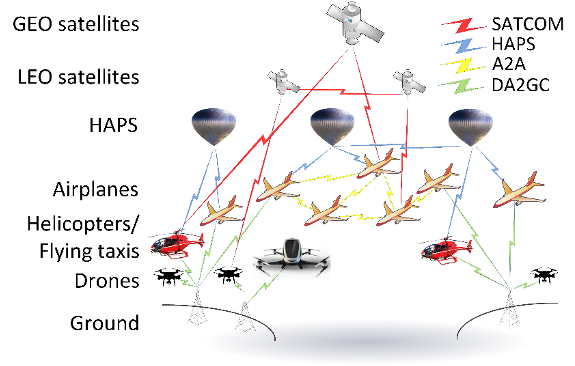 GEO satellites
LEO satellites
HAPS
Airplanes
Helicopters/
Flying taxis
Drones
Ground
SATCOM
HAPS
A2A
DA2GC